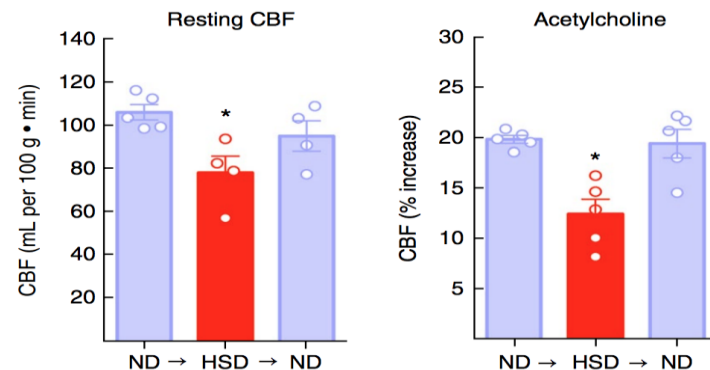 Resting CBF
CBF (mL per 100 g • min)
140
120
100
80
60
40
20
*
ND → HSD → ND
Acetylcholine
CBF (% increase)
30
25
20
15
10
5
*
ND → HSD → ND